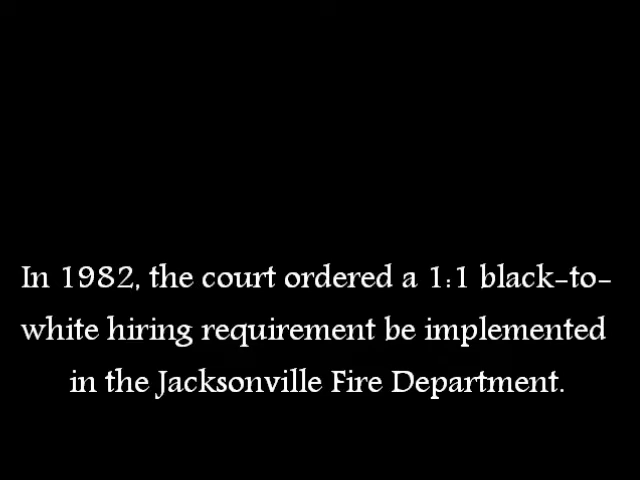 In 1982, the court ordered a 1:1 black-to-
white hiring requirement be implemented
in the Jacksonville Fire Department.